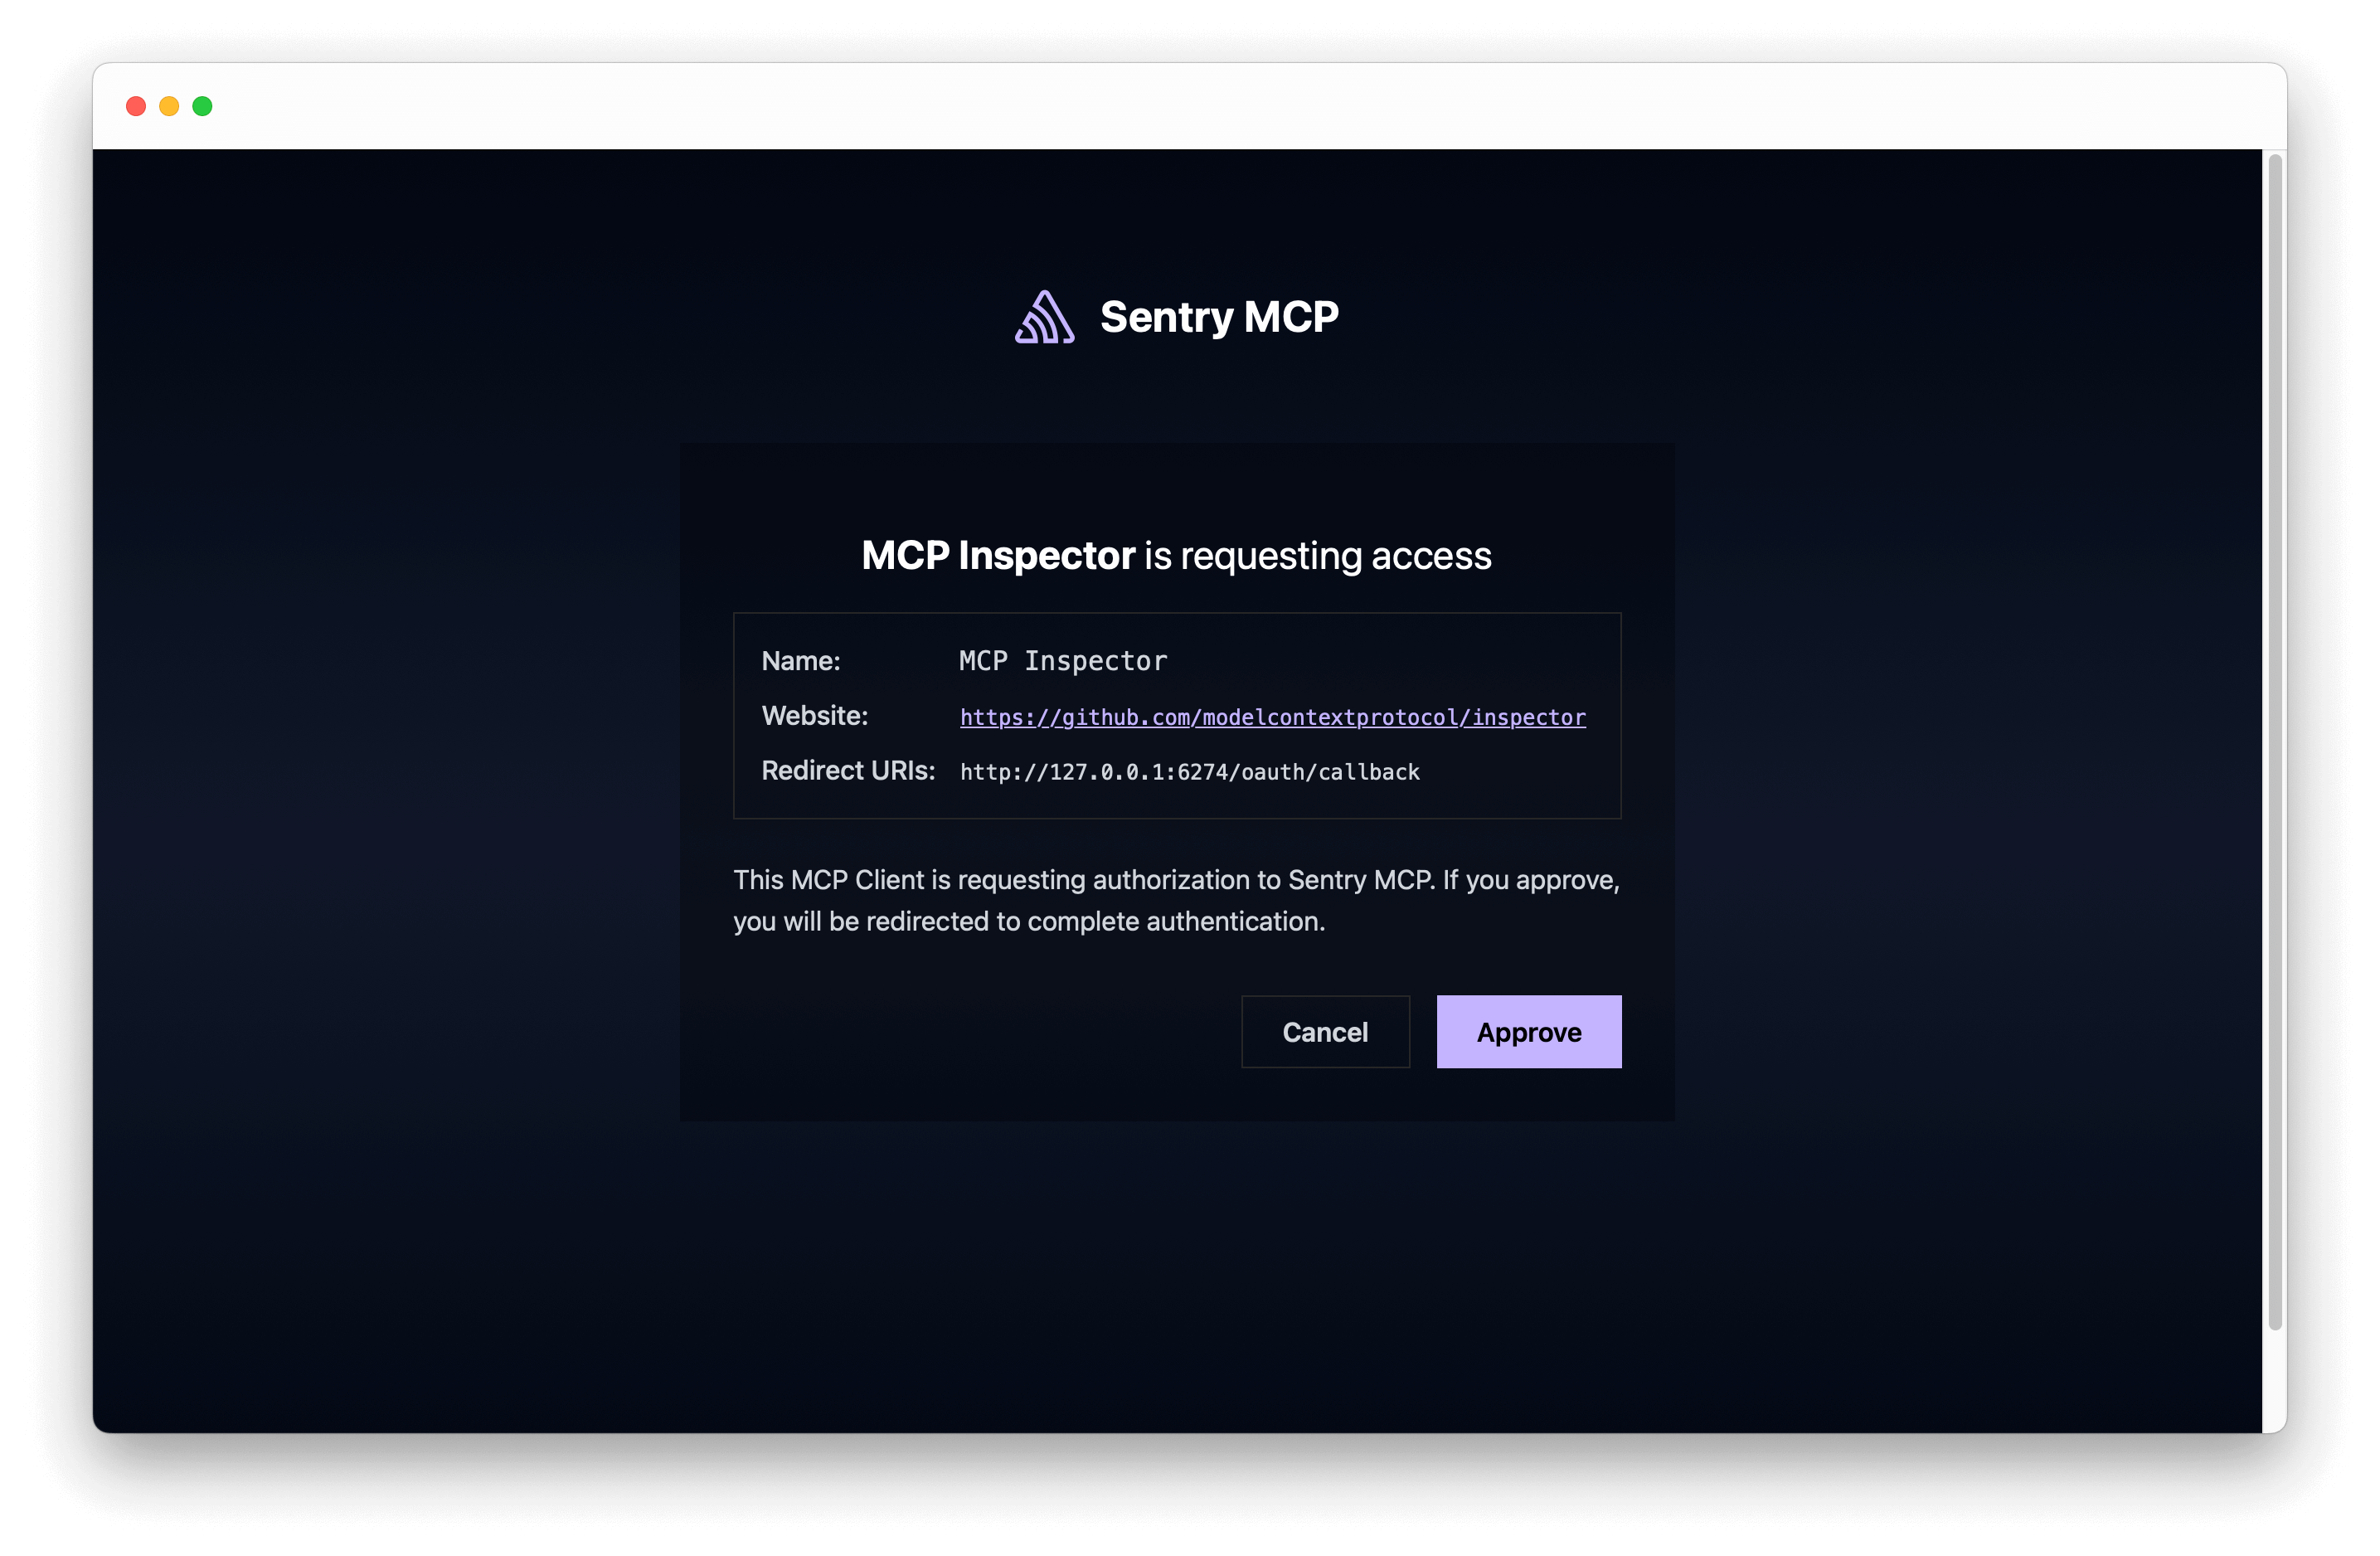 Sentry MCP
MCP Inspector is requesting access
Name: MCP Inspector
Website: https://github.com/modelcontextprotocol/inspector
Redirect URIs: http://127.0.0.1:6274/oauth/callback
This MCP Client is requesting authorization to Sentry MCP. If you approve,
you will be redirected to complete authentication.
Cancel Approve